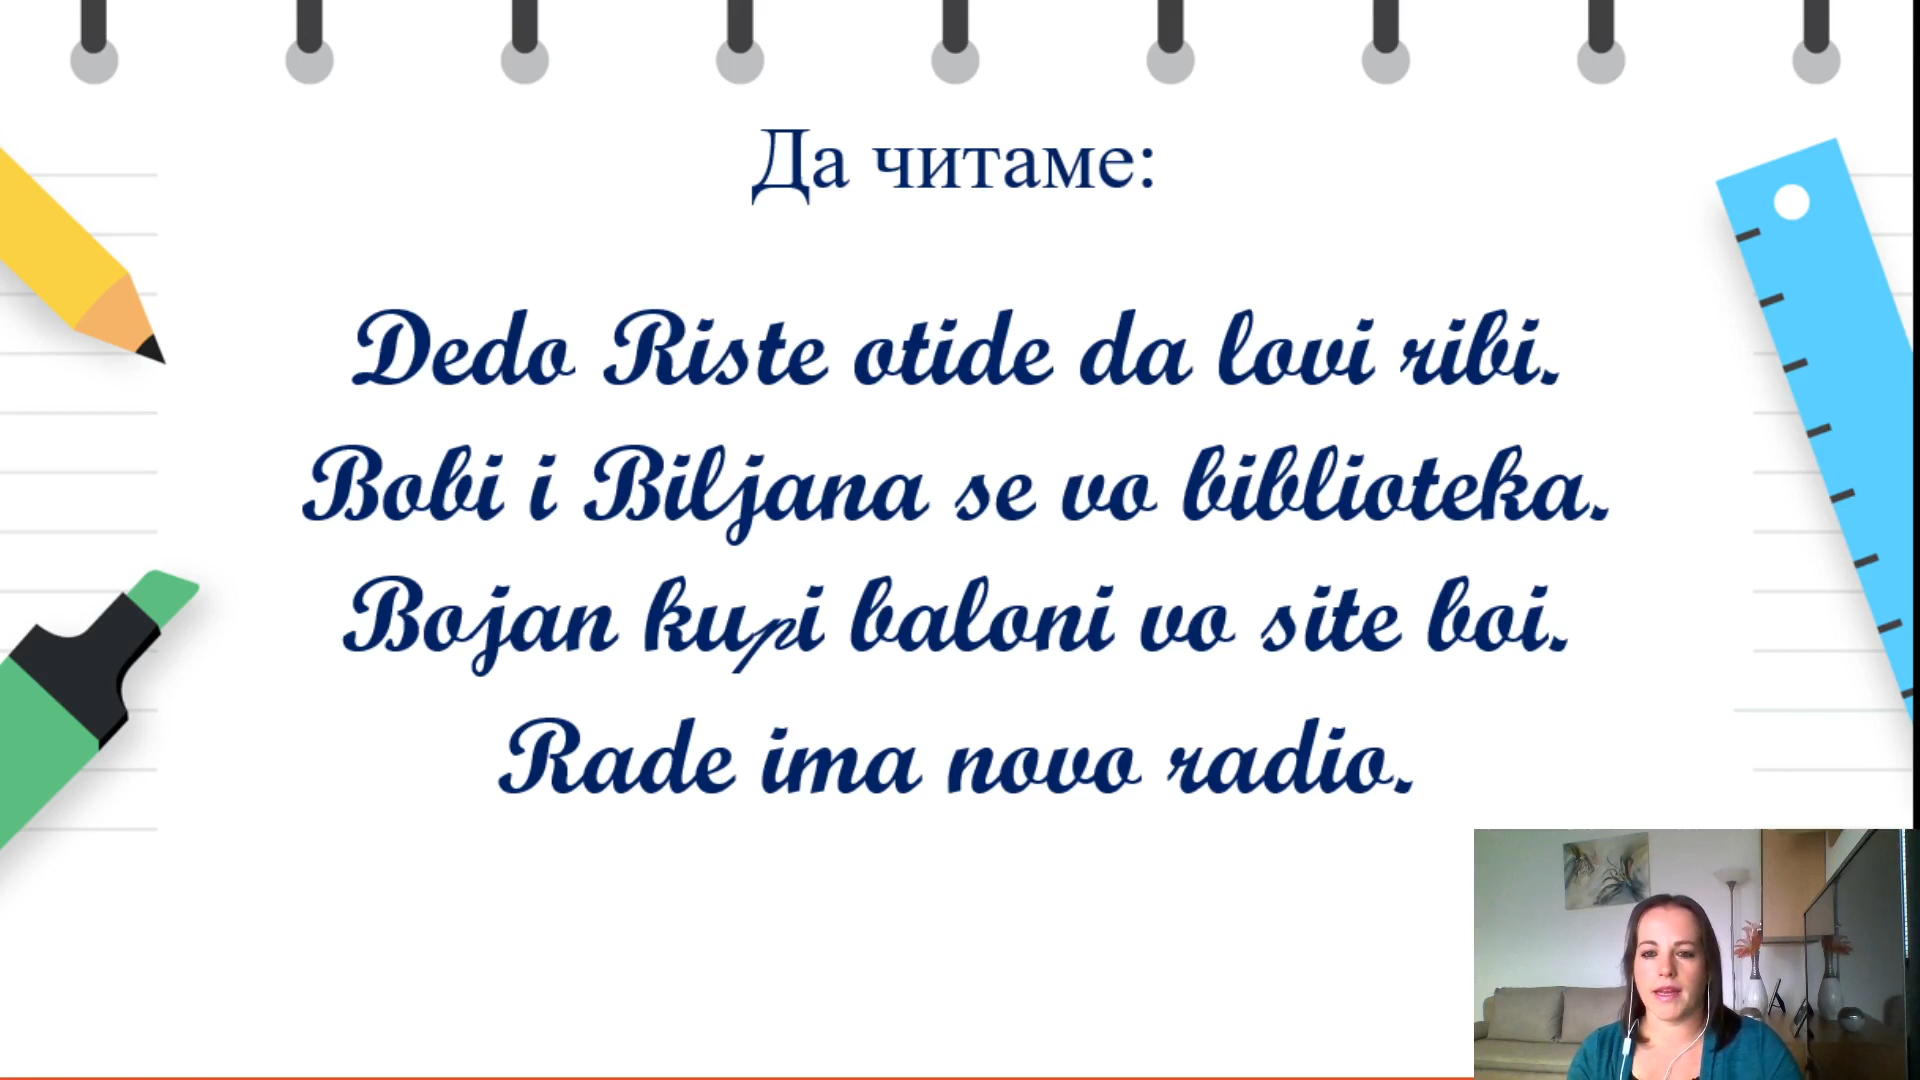 Да читаме:
Dedo Riste otide da lovi ribi.
Bobi i Biljana se vo biblioteka.
Bojan kupi baloni vo site boi.
Rade ima novo radio.